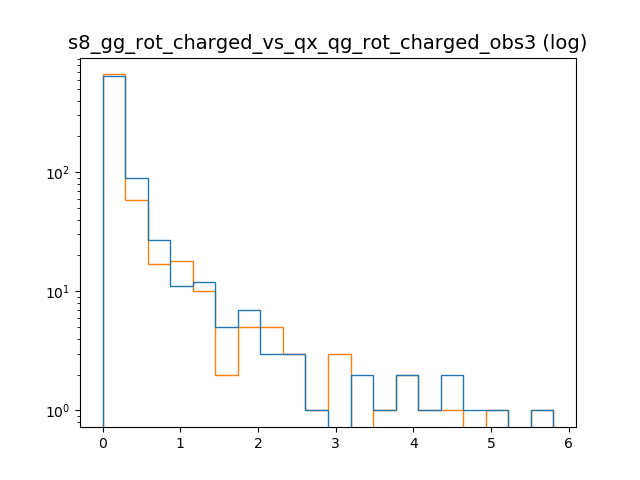 s8_gg_rot_charged_vs_qx_qg_rot_charged_obs3 (log)
10²
10¹
10⁰
0 1 2 3 4 5 6